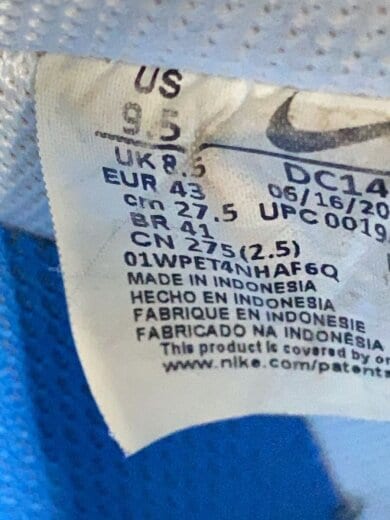 US
9.5
UK 8.5 DC14
EUR 43 06/16/20
cm 27.5 UPC 0019
BR 41
CN 275(2.5)
01WPET4NHAF6Q
MADE IN INDONESIA
HECHO EN INDONESIA
FABRIQUE EN INDONESIE
FABRICADO NA INDONÉSIA
This product is covered by
www.nike.com/patents